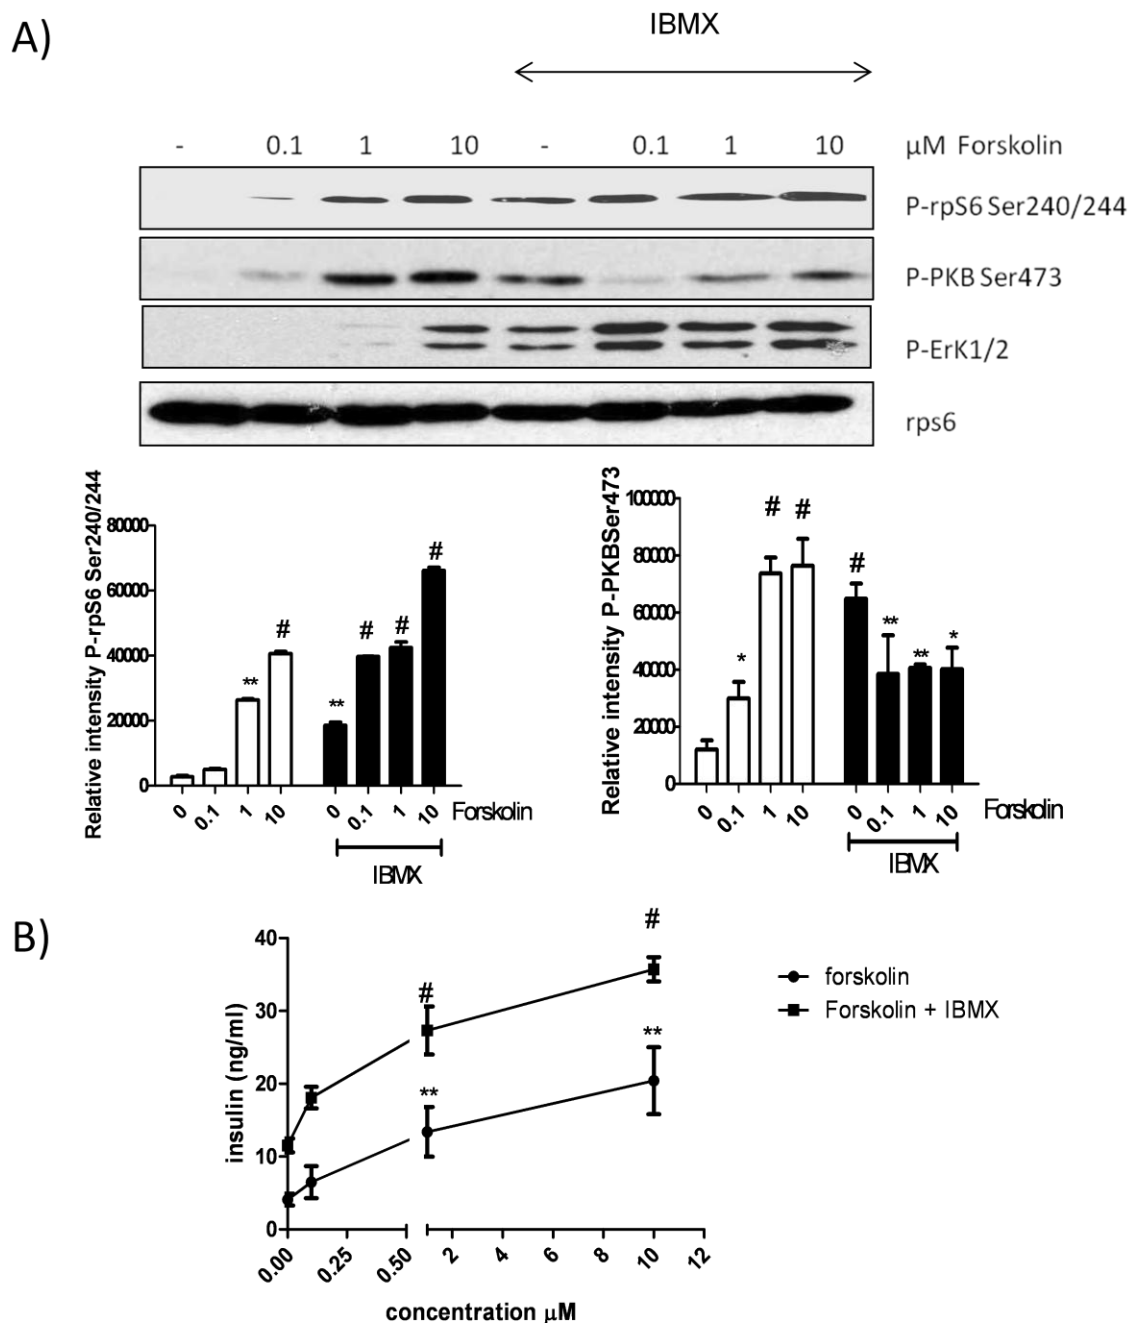 A)
IBMX
- 0.1 1 10 - 0.1 1 10 μM Forskolin
P-rpS6 Ser240/244
P-PKB Ser473
P-ErK1/2
rps6
Relative intensity P-rpS6 Ser240/244
80000
60000
40000
20000
0
** # ** # # #
0 0.1 1 10 0 0.1 1 10 Forskolin
IBMX
Relative intensity P-PKBSer473
100000
80000
60000
40000
20000
0
* # # # ** ** *
0 0.1 1 10 0 0.1 1 10 Forskolin
IBMX
B)
insulin (ng/ml)
40
30
20
10
0
# #
** **
forskolin
Forskolin + IBMX
0.00 0.25 0.50 2 4 6 8 10 12
concentration μM